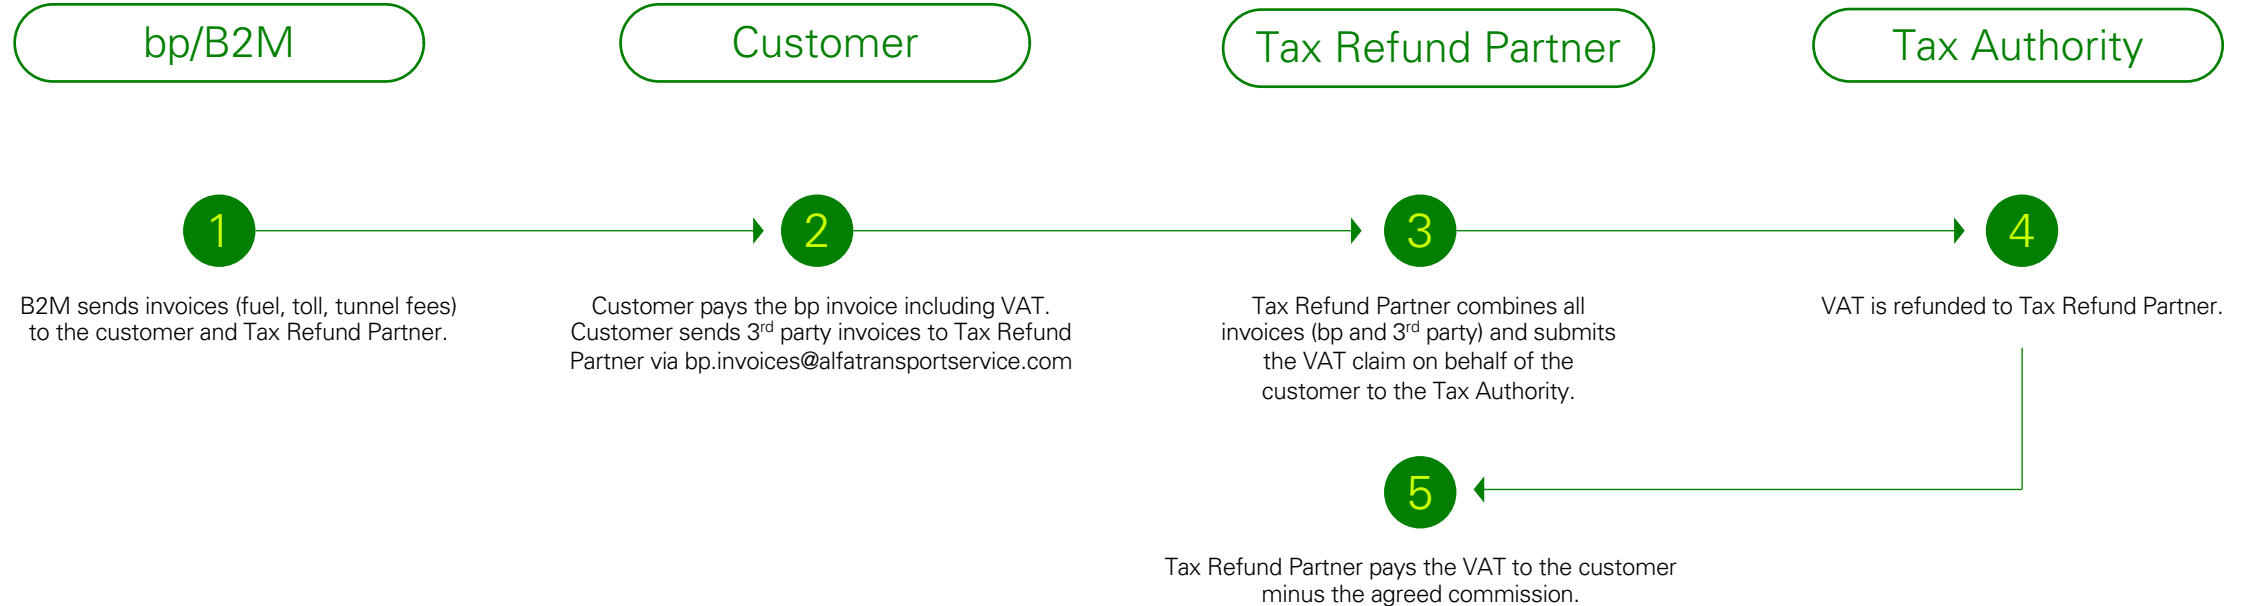 bp/B2M
Customer
Tax Refund Partner
Tax Authority
1
2
3
4
B2M sends invoices (fuel, toll, tunnel fees)
to the customer and Tax Refund Partner.
Customer pays the bp invoice including VAT.
Customer sends 3rd party invoices to Tax Refund
Partner via bp.invoices@alfatransportservice.com
Tax Refund Partner combines all
invoices (bp and 3rd party) and submits
the VAT claim on behalf of the
customer to the Tax Authority.
VAT is refunded to Tax Refund Partner.
5
Tax Refund Partner pays the VAT to the customer
minus the agreed commission.